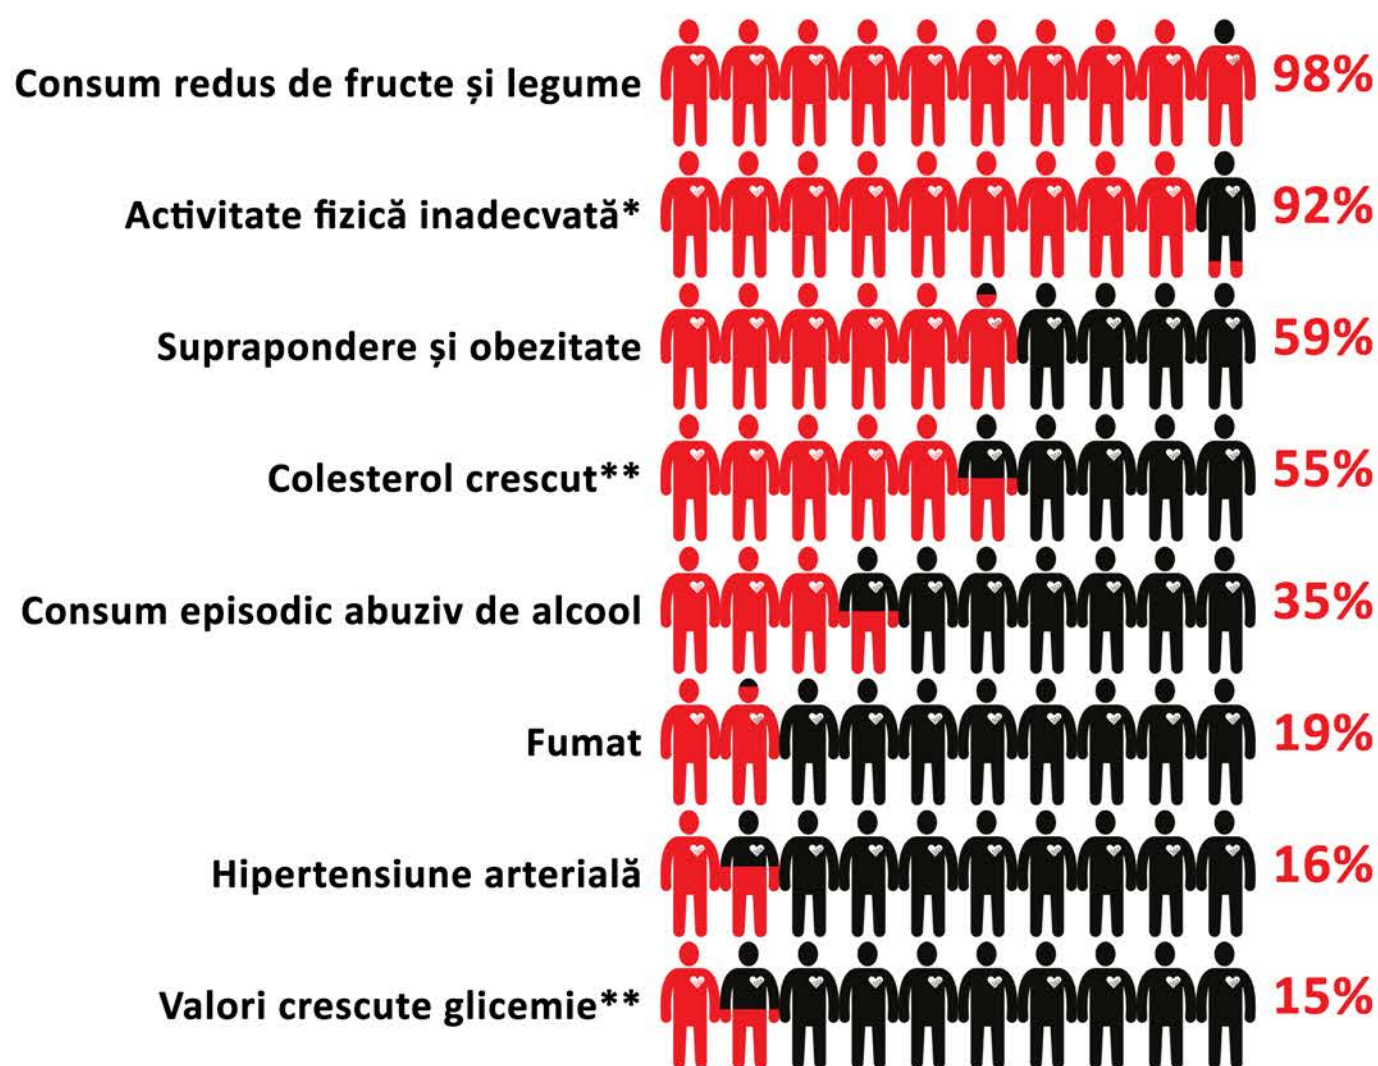 Consum redus de fructe și legume 98%
Activitate fizică inadecvată* 92%
Suprapondere și obezitate 59%
Colesterol crescut** 55%
Consum episodic abuziv de alcool 35%
Fumat 19%
Hipertensiune arterială 16%
Valori crescute glicemie** 15%